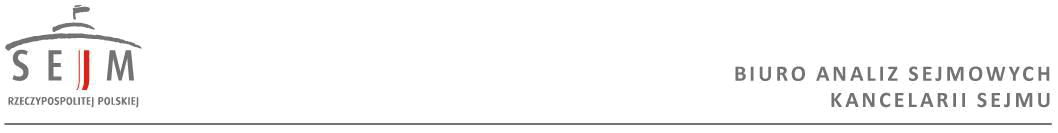 SEJM
RZECZYPOSPOLITEJ POLSKIEJ
BIURO ANALIZ SEJMOWYCH
KANCELARII SEJMU